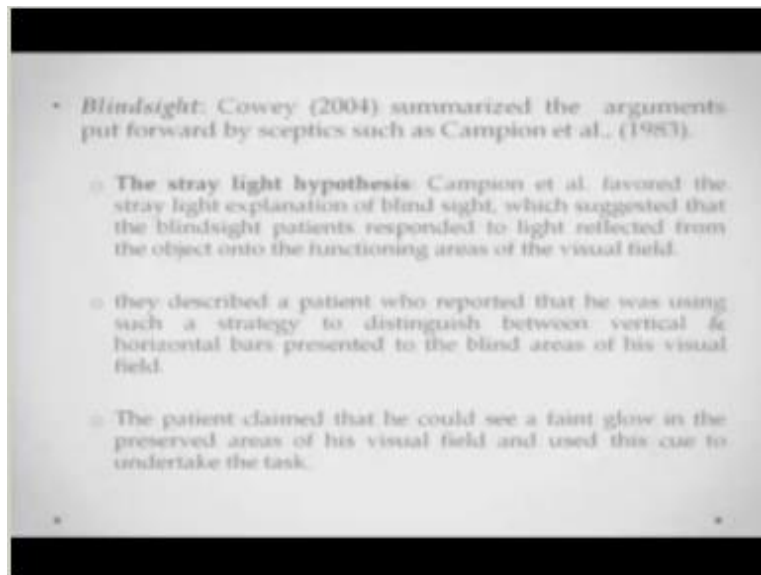 • Blindsight: Cowey (2004) summarized the arguments
put forward by sceptics such as Campion et al., (1983).
o The stray light hypothesis: Campion et al. favored the
stray light explanation of blind sight, which suggested that
the blindsight patients responded to light reflected from
the object onto the functioning areas of the visual field.
o they described a patient who reported that he was using
such a strategy to distinguish between vertical &
horizontal bars presented to the blind areas of his visual
field.
o The patient claimed that he could see a faint glow in the
preserved areas of his visual field and used this cue to
undertake the task.